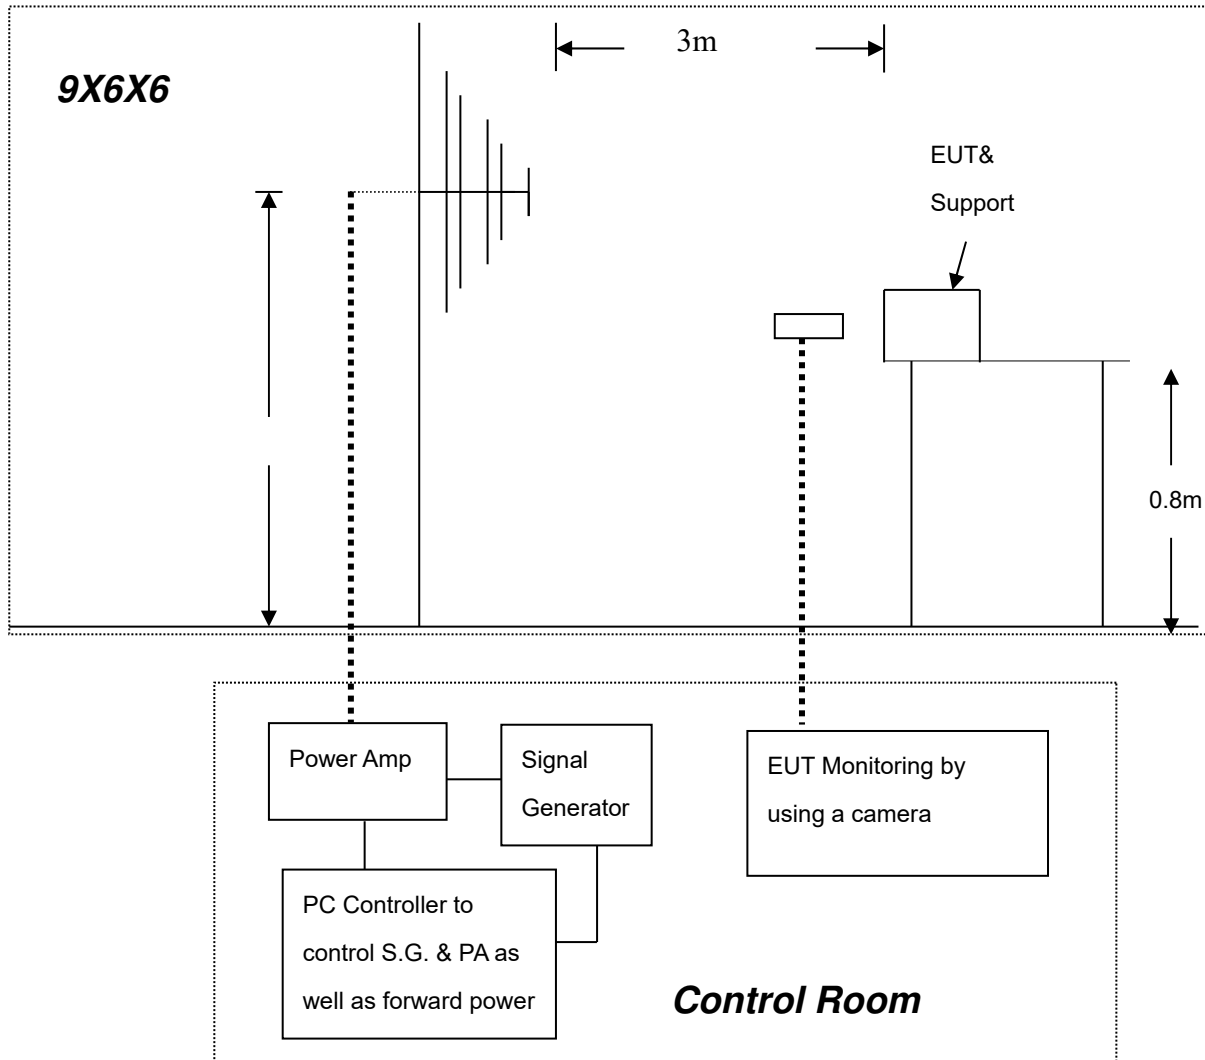 3m
9X6X6
EUT&
Support
0.8m
Power Amp
Signal
Generator
EUT Monitoring by
using a camera
PC Controller to
control S.G. & PA as
well as forward power
Control Room